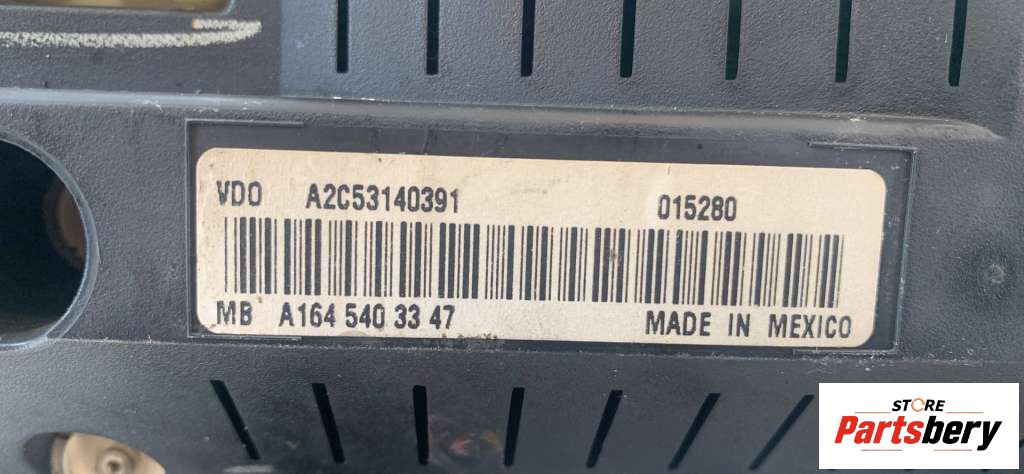 VDO A2C53140391 015280
MB A164 540 33 47 MADE IN MEXICO
STORE
Partsbery